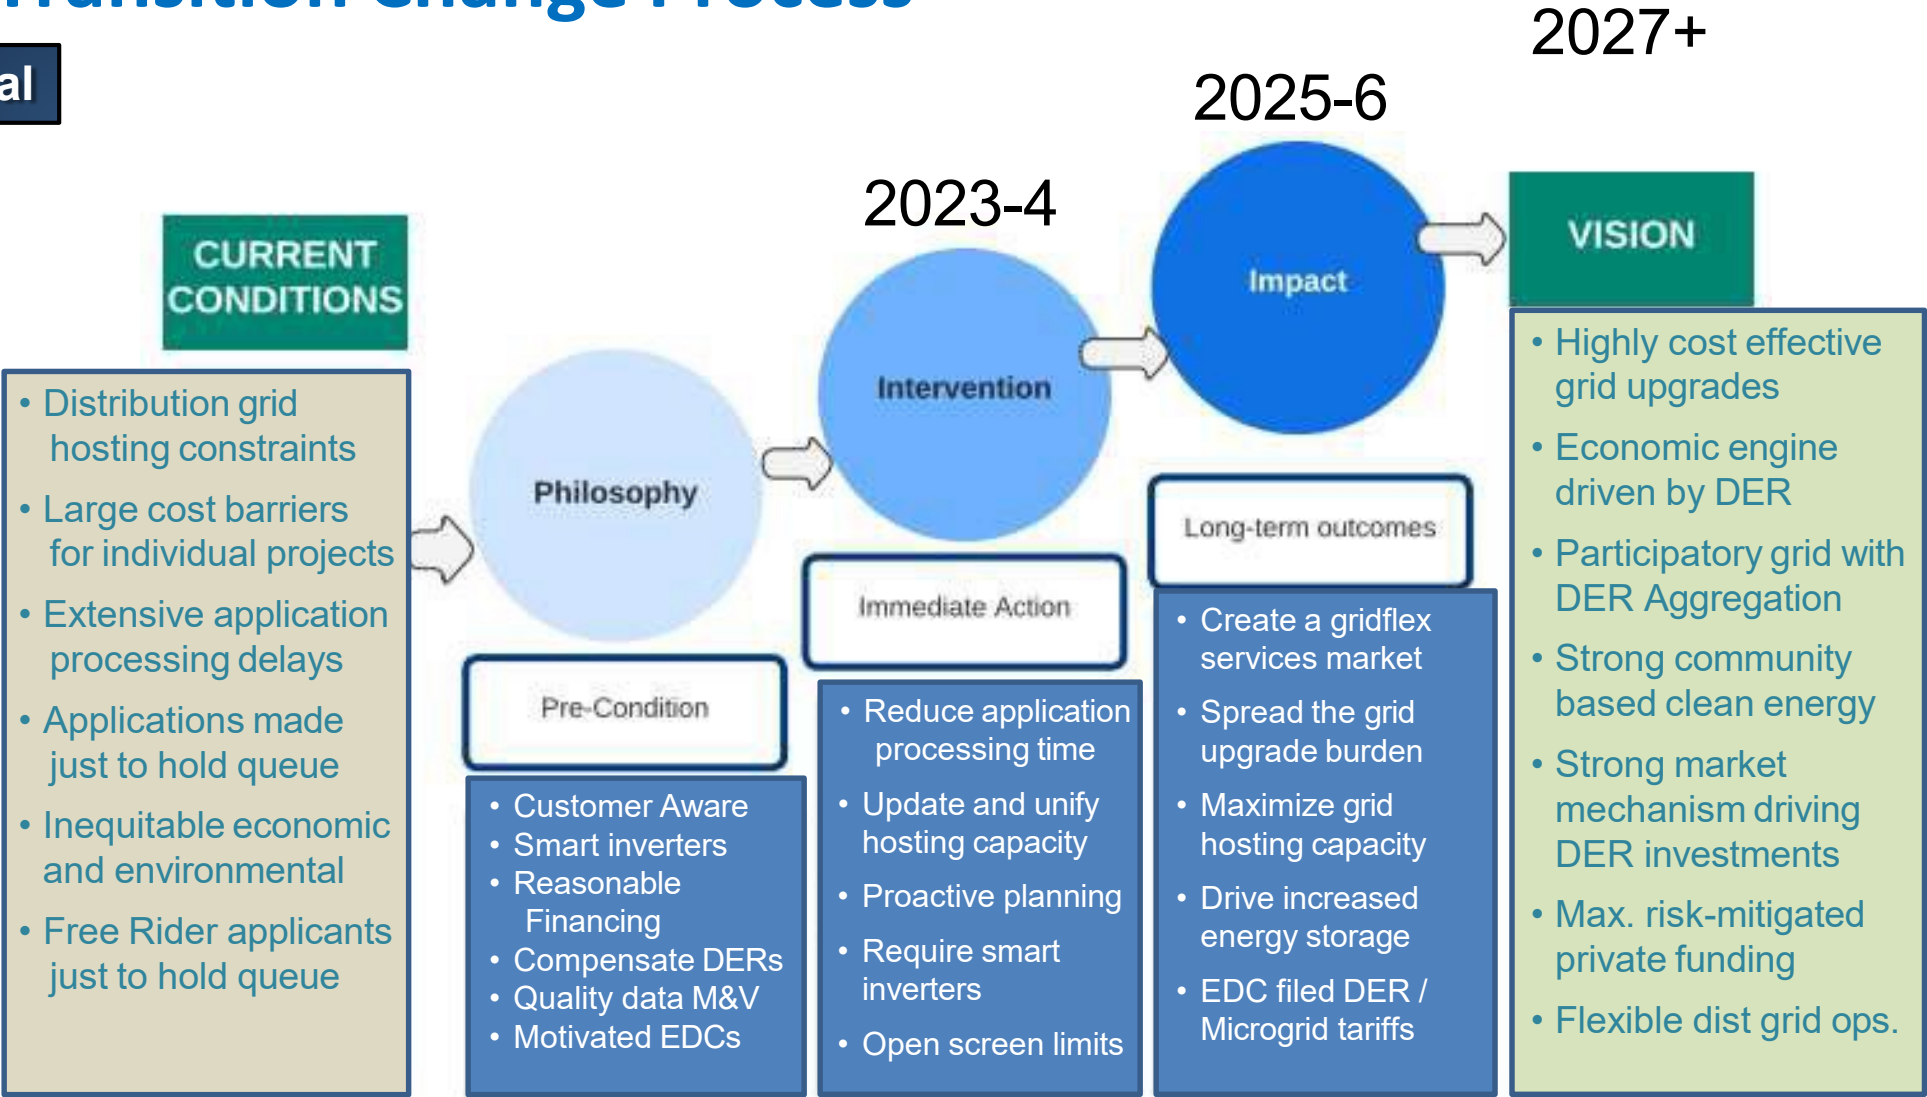 Transition Change Process
al
2027+
2025-6
2023-4
CURRENT
CONDITIONS
• Distribution grid
hosting constraints
• Large cost barriers
for individual projects
• Extensive application
processing delays
• Applications made
just to hold queue
• Inequitable economic
and environmental
• Free Rider applicants
just to hold queue
Philosophy
Pre-Condition
• Customer Aware
• Smart inverters
• Reasonable
Financing
• Compensate DERs
• Quality data M&V
• Motivated EDCs
Intervention
Immediate Action
• Reduce application
processing time
• Update and unify
hosting capacity
• Proactive planning
• Require smart
inverters
• Open screen limits
Impact
Long-term outcomes
• Create a gridflex
services market
• Spread the grid
upgrade burden
• Maximize grid
hosting capacity
• Drive increased
energy storage
• EDC filed DER /
Microgrid tariffs
VISION
• Highly cost effective
grid upgrades
• Economic engine
driven by DER
• Participatory grid with
DER Aggregation
• Strong community
based clean energy
• Strong market
mechanism driving
DER investments
• Max. risk-mitigated
private funding
• Flexible dist grid ops.